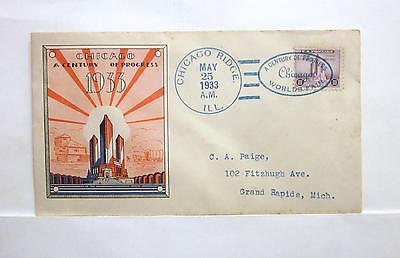 CHICAGO
A CENTURY OF PROGRESS
1933
CHICAGO RIDGE,
MAY
25
1933
A.M.
ILL.
A CENTURY OF PROGRESS
Chicago
WORLD'S FAIR
C. A. Paige,
102 Fitzhugh Ave.
Grand Rapids, Mich.